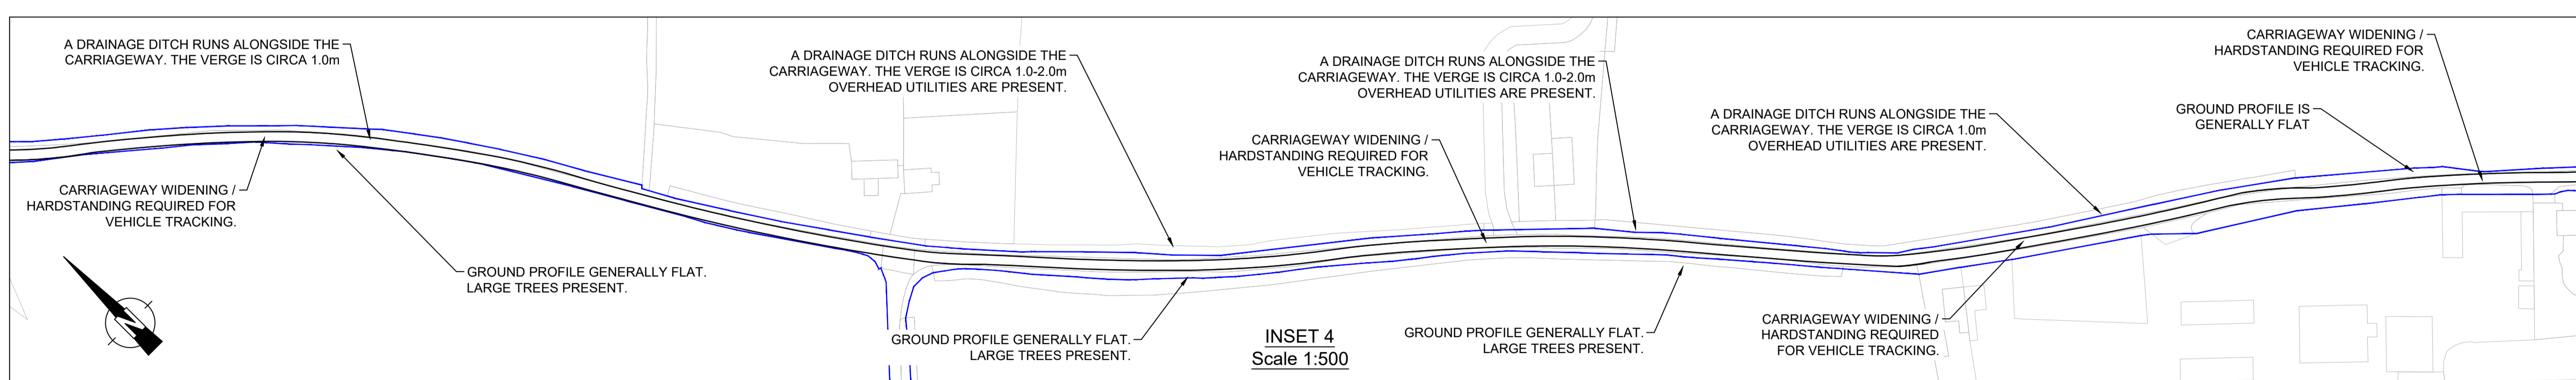 A DRAINAGE DITCH RUNS ALONGSIDE THE
CARRIAGEWAY. THE VERGE IS CIRCA 1.0m
CARRIAGEWAY WIDENING /
HARDSTANDING REQUIRED FOR
VEHICLE TRACKING.
GROUND PROFILE GENERALLY FLAT.
LARGE TREES PRESENT.
N
A DRAINAGE DITCH RUNS ALONGSIDE THE
CARRIAGEWAY. THE VERGE IS CIRCA 1.0-2.0m
OVERHEAD UTILITIES ARE PRESENT.
GROUND PROFILE GENERALLY FLAT.
LARGE TREES PRESENT.
A DRAINAGE DITCH RUNS ALONGSIDE THE
CARRIAGEWAY. THE VERGE IS CIRCA 1.0-2.0m
OVERHEAD UTILITIES ARE PRESENT.
CARRIAGEWAY WIDENING /
HARDSTANDING REQUIRED FOR
VEHICLE TRACKING.
INSET 4
Scale 1:500
GROUND PROFILE GENERALLY FLAT.
LARGE TREES PRESENT.
A DRAINAGE DITCH RUNS ALONGSIDE THE
CARRIAGEWAY. THE VERGE IS CIRCA 1.0m
OVERHEAD UTILITIES ARE PRESENT.
CARRIAGEWAY WIDENING /
HARDSTANDING REQUIRED
FOR VEHICLE TRACKING.
CARRIAGEWAY WIDENING /
HARDSTANDING REQUIRED FOR
VEHICLE TRACKING.
GROUND PROFILE IS
GENERALLY FLAT